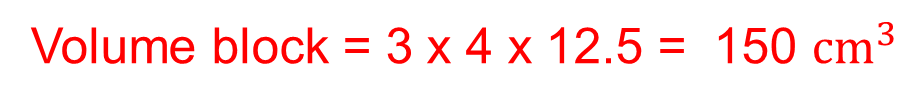 Volume block = 3 x 4 x 12.5 = 150 cm³